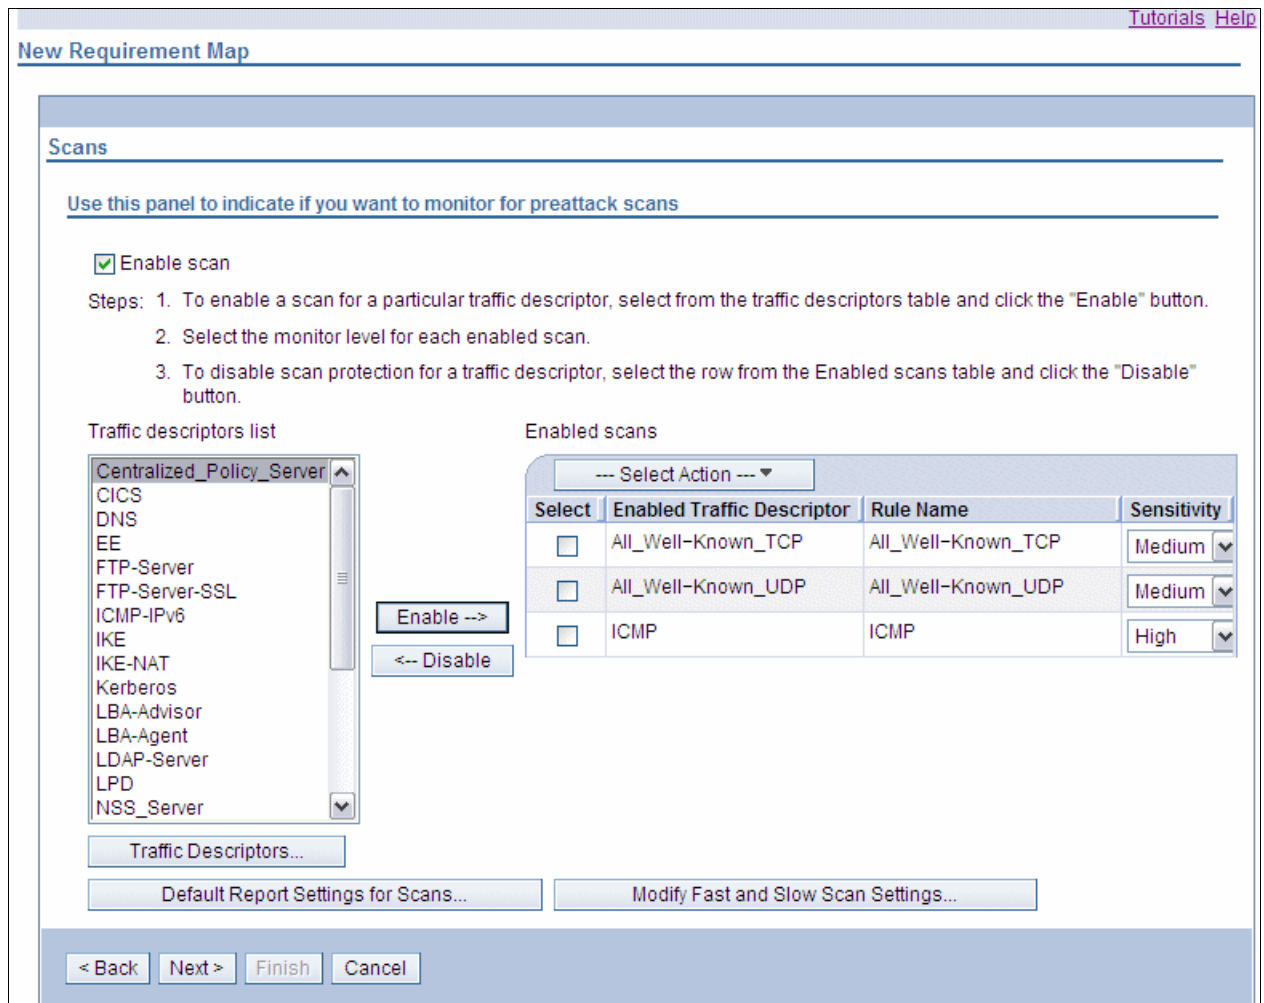 Tutorials Help
New Requirement Map
Scans
Use this panel to indicate if you want to monitor for preattack scans
Enable scan
Steps: 1. To enable a scan for a particular traffic descriptor, select from the traffic descriptors table and click the "Enable" button.
2. Select the monitor level for each enabled scan.
3. To disable scan protection for a traffic descriptor, select the row from the Enabled scans table and click the "Disable"
button.
Traffic descriptors list
Centralized_Policy_Server
CICS
DNS
EE
FTP-Server
FTP-Server-SSL
ICMP-IPv6
IKE
IKE-NAT
Kerberos
LBA-Advisor
LBA-Agent
LDAP-Server
LPD
NSS_Server
Enable -->
<-- Disable
Enabled scans
--- Select Action ---
Select Enabled Traffic Descriptor Rule Name Sensitivity
All_Well-Known_TCP All_Well-Known_TCP Medium
All_Well-Known_UDP All_Well-Known_UDP Medium
ICMP ICMP High
Traffic Descriptors...
Default Report Settings for Scans... Modify Fast and Slow Scan Settings...
< Back Next > Finish Cancel